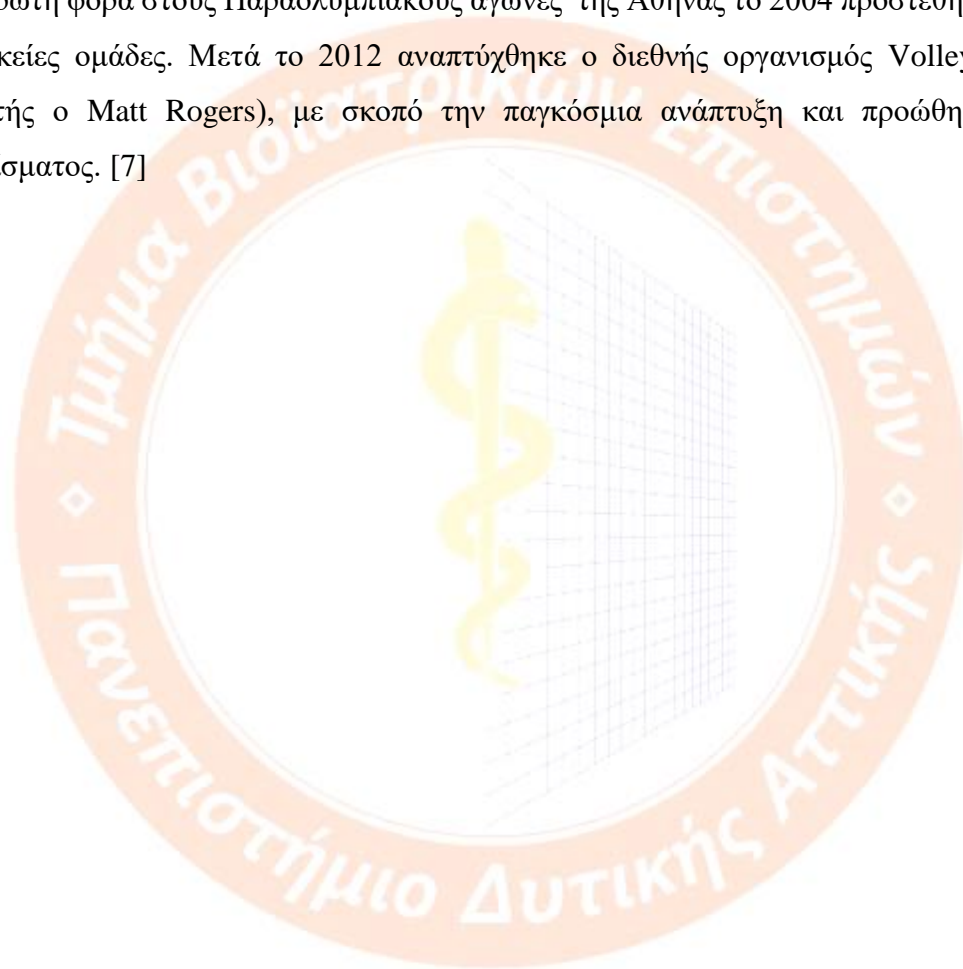 ρώτη φορά στους Παραολυμπιακούς αγώνες της Αθήνας το 2004 προστέθη
κείες ομάδες. Μετά το 2012 αναπτύχθηκε ο διεθνής οργανισμός Volley
τής ο Matt Rogers), με σκοπό την παγκόσμια ανάπτυξη και προώθη
σματος. [7]
Τμήμα Βιοϊατρικών Επιστημών
Πανεπιστήμιο Δυτικής Αττικής